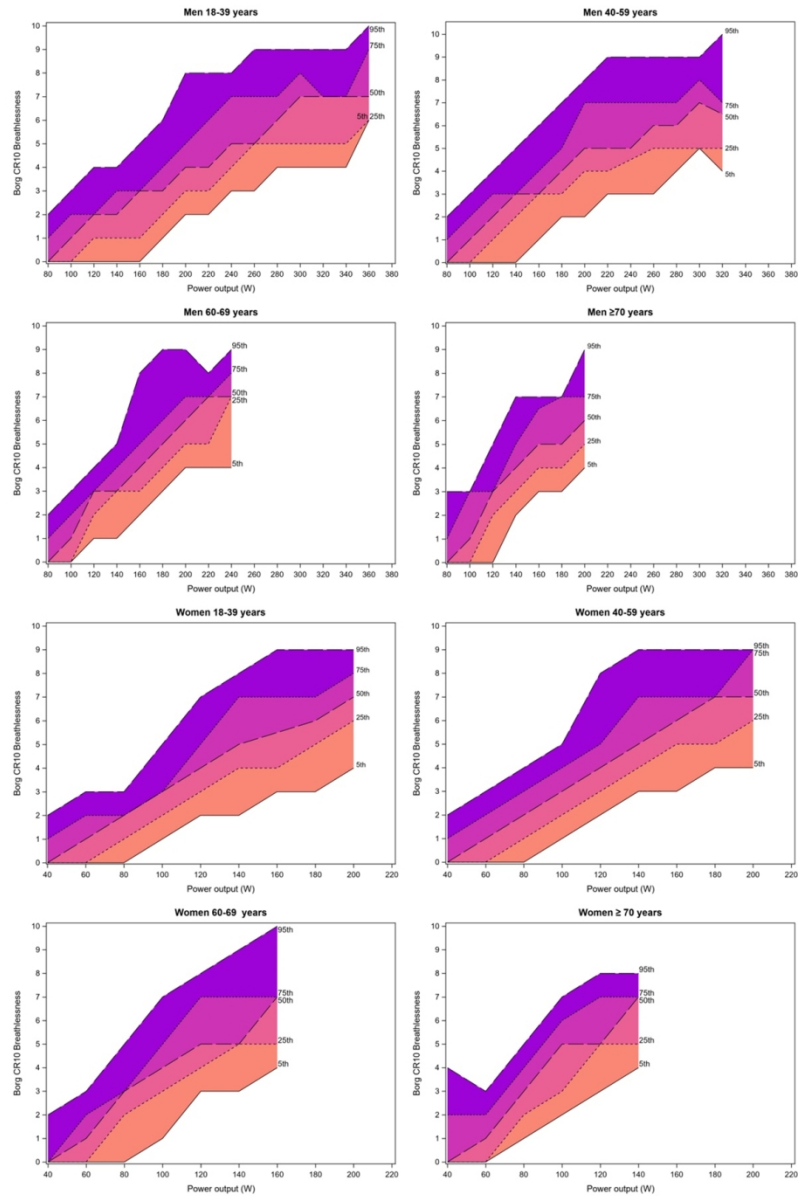 Men 18-39 years
Borg CR10 Breathlessness
10
9
8
7
6
5
4
3
2
1
0
95th
75th
50th
5th 25th
80 100 120 140 160 180 200 220 240 260 280 300 320 340 360 380
Power output (W)
Men 40-59 years
Borg CR10 Breathlessness
10
9
8
7
6
5
4
3
2
1
0
95th
75th
50th
25th
5th
80 100 120 140 160 180 200 220 240 260 280 300 320 340 360 380
Power output (W)
Men 60-69 years
Borg CR10 Breathlessness
10
9
8
7
6
5
4
3
2
1
0
95th
75th
50th
25th
5th
80 100 120 140 160 180 200 220 240 260 280 300 320 340 360 380
Power output (W)
Men ≥70 years
Borg CR10 Breathlessness
10
9
8
7
6
5
4
3
2
1
0
95th
75th
50th
25th
5th
80 100 120 140 160 180 200 220 240 260 280 300 320 340 360 380
Power output (W)
Women 18-39 years
Borg CR10 Breathlessness
10
9
8
7
6
5
4
3
2
1
0
95th
75th
50th
25th
5th
40 60 80 100 120 140 160 180 200 220
Power output (W)
Women 40-59 years
Borg CR10 Breathlessness
10
9
8
7
6
5
4
3
2
1
0
95th
75th
50th
25th
5th
40 60 80 100 120 140 160 180 200 220
Power output (W)
Women 60-69 years
Borg CR10 Breathlessness
10
9
8
7
6
5
4
3
2
1
0
95th
75th
50th
25th
5th
40 60 80 100 120 140 160 180 200 220
Power output (W)
Women ≥ 70 years
Borg CR10 Breathlessness
10
9
8
7
6
5
4
3
2
1
0
95th
75th
50th
25th
5th
40 60 80 100 120 140 160 180 200 220
Power output (W)